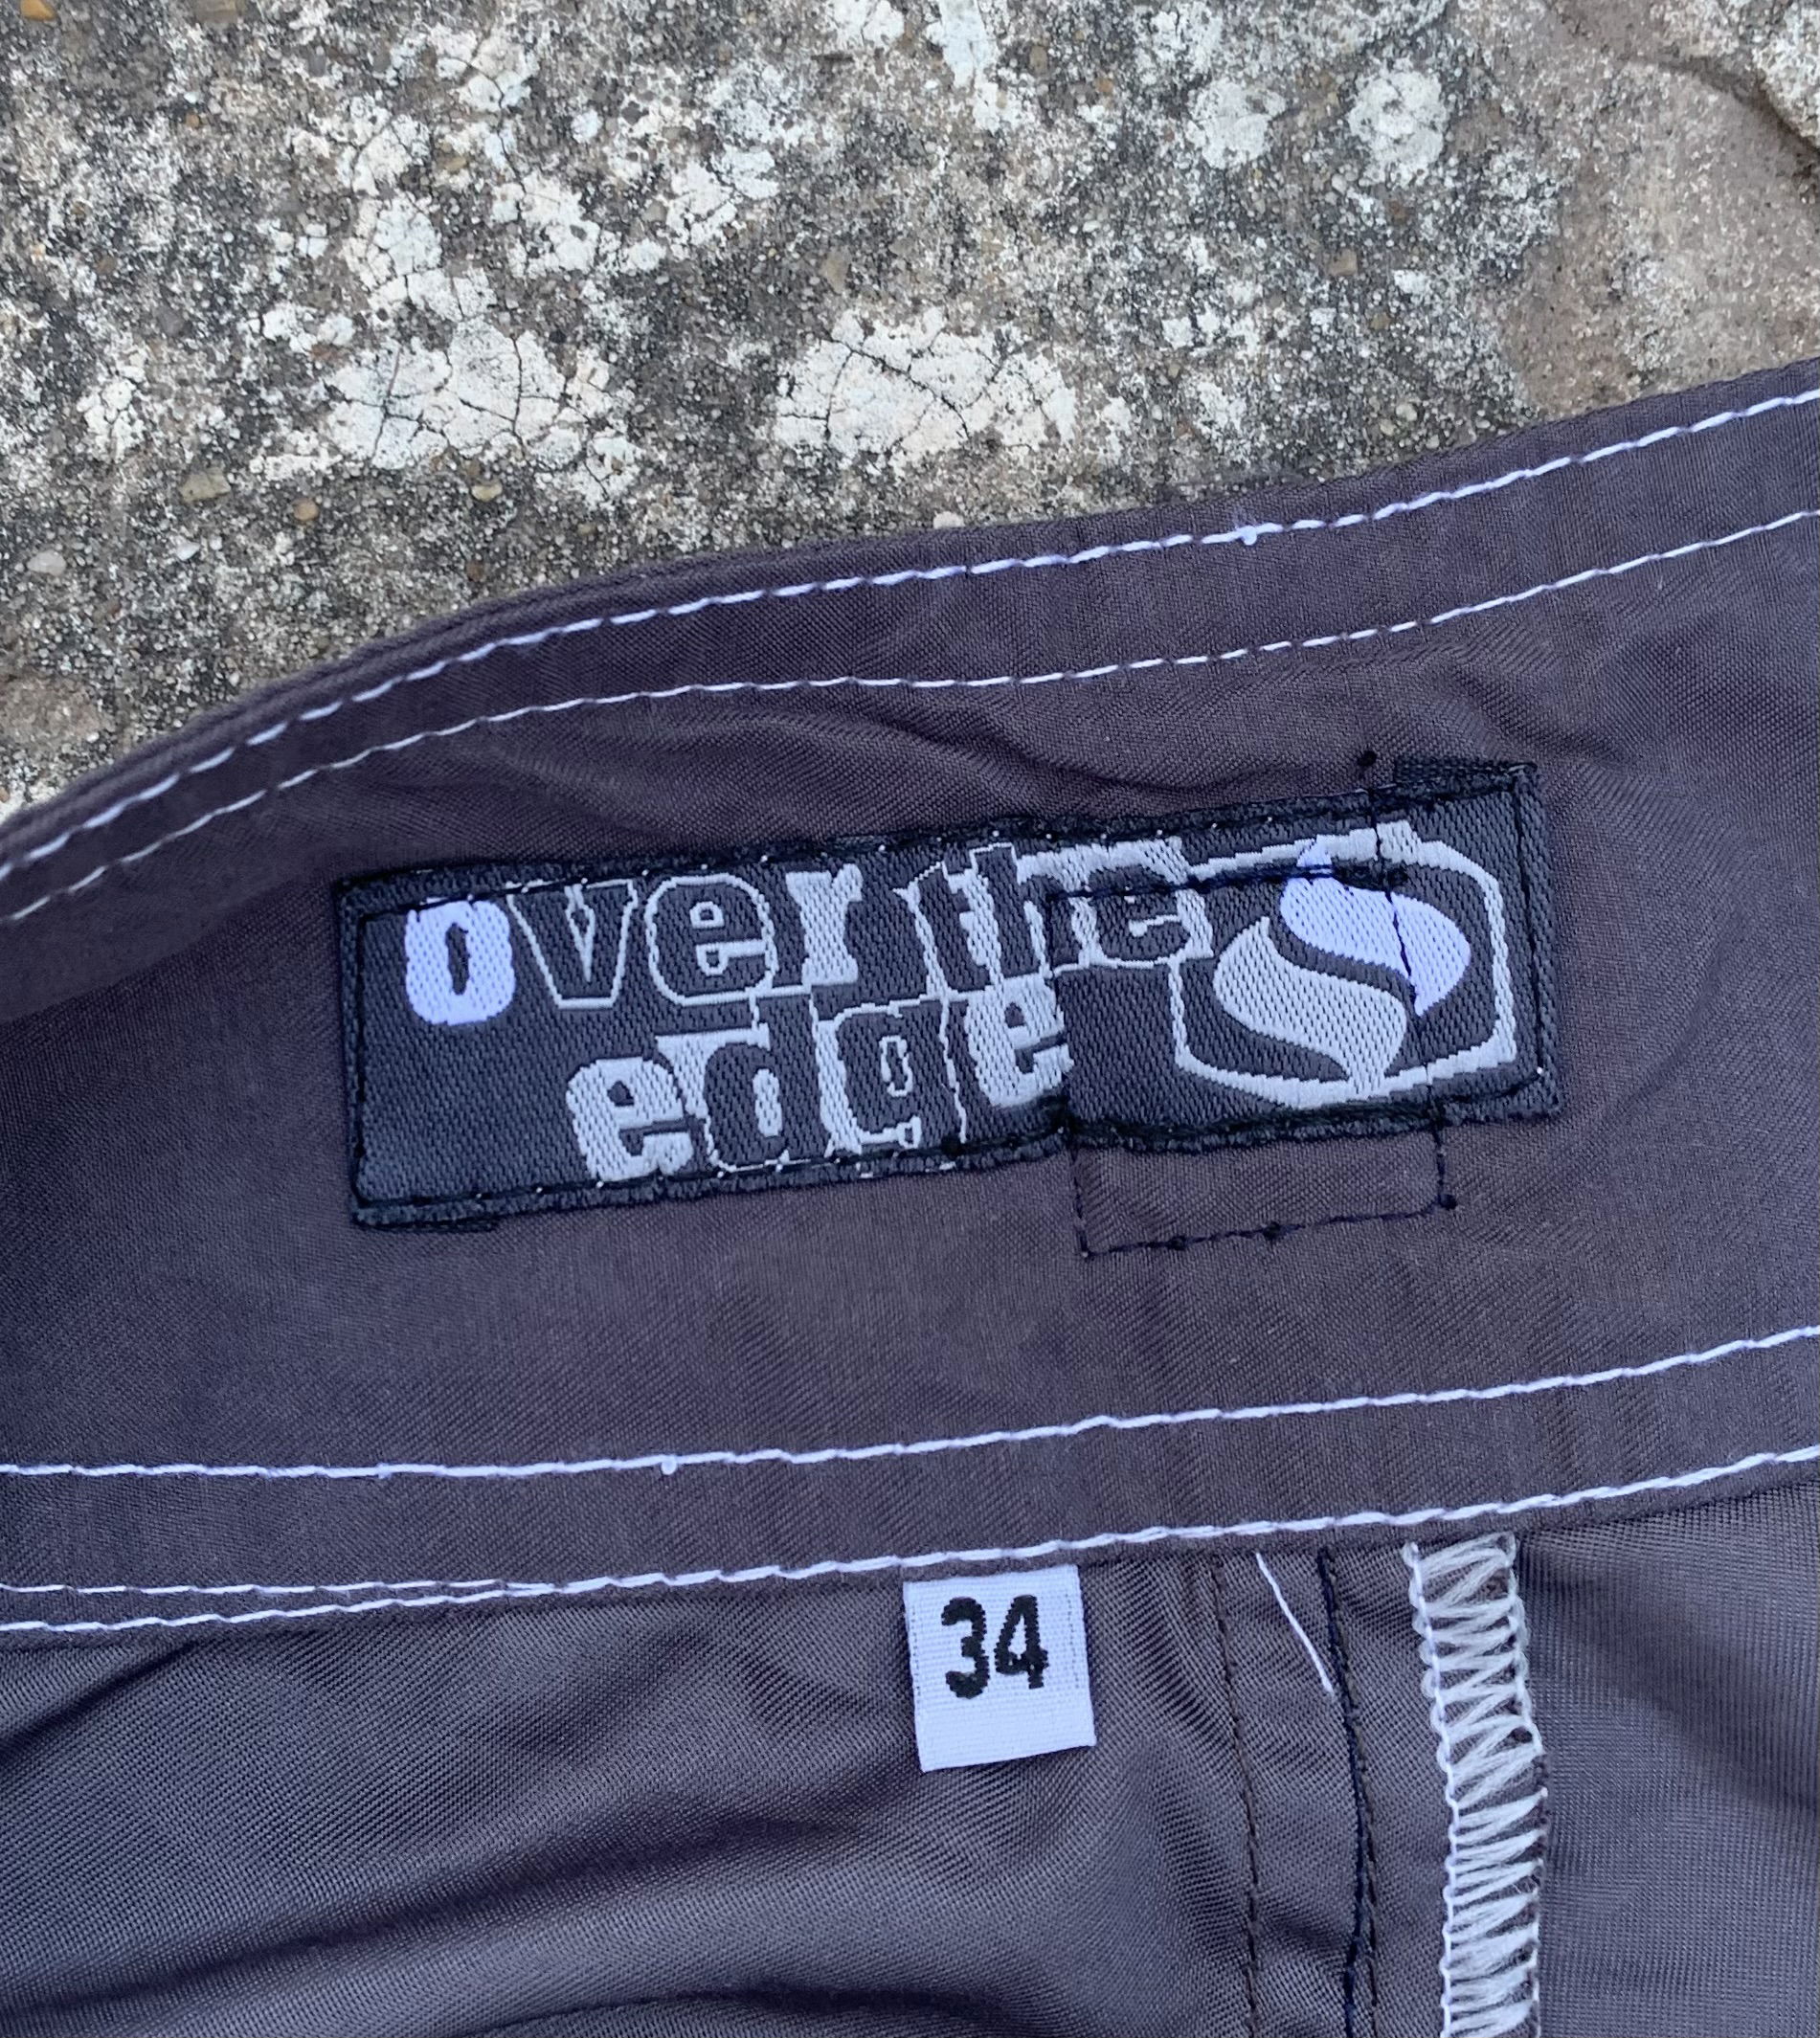 over the
edge
S
34